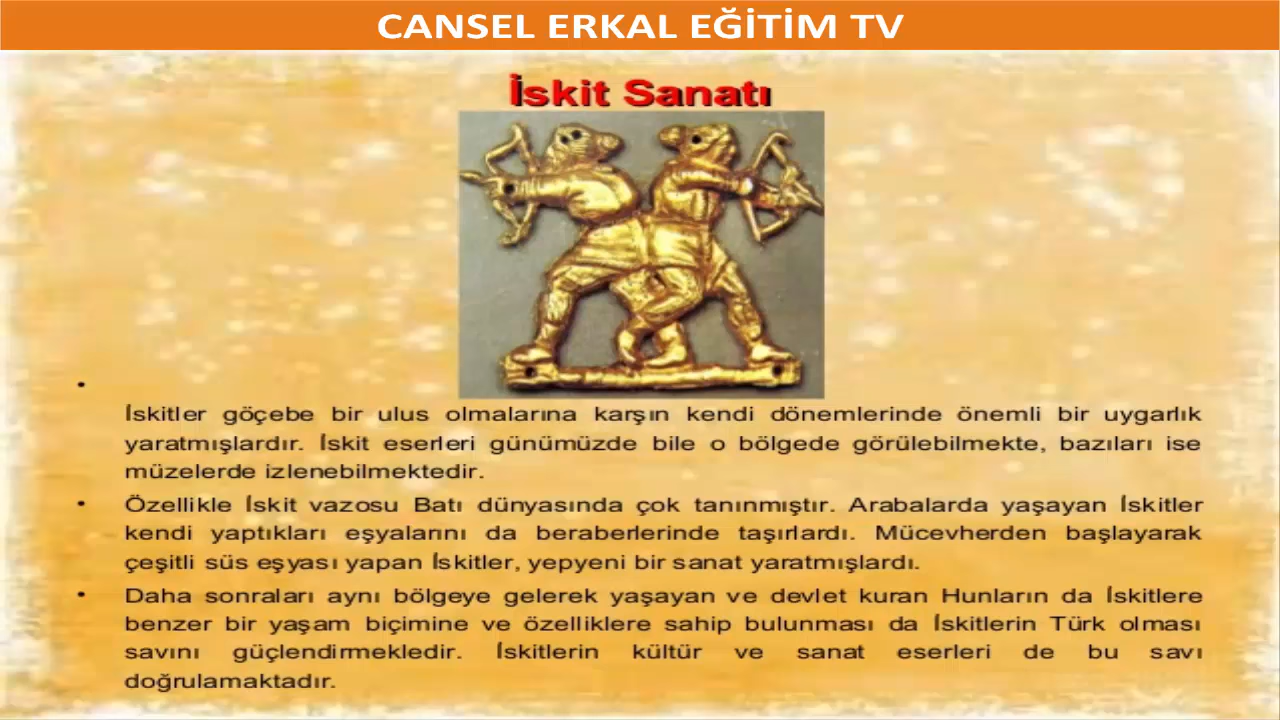 CANSEL ERKAL EĞİTİM TV
İskit Sanatı
•
İskitler göçebe bir ulus olmalarına karşın kendi dönemlerinde önemli bir uygarlık
yaratmışlardır. İskit eserleri günümüzde bile o bölgede görülebilmekte, bazıları ise
müzelerde izlenebilmektedir.
• Özellikle İskit vazosu Batı dünyasında çok tanınmıştır. Arabalarda yaşayan İskitler
kendi yaptıkları eşyalarını da beraberlerinde taşırlardı. Mücevherden başlayarak
çeşitli süs eşyası yapan İskitler, yepyeni bir sanat yaratmışlardı.
• Daha sonraları aynı bölgeye gelerek yaşayan ve devlet kuran Hunların da İskitlere
benzer bir yaşam biçimine ve özelliklere sahip bulunması da İskitlerin Türk olması
savını güçlendirmekledir. İskitlerin kültür ve sanat eserleri de bu savı
doğrulamaktadır.